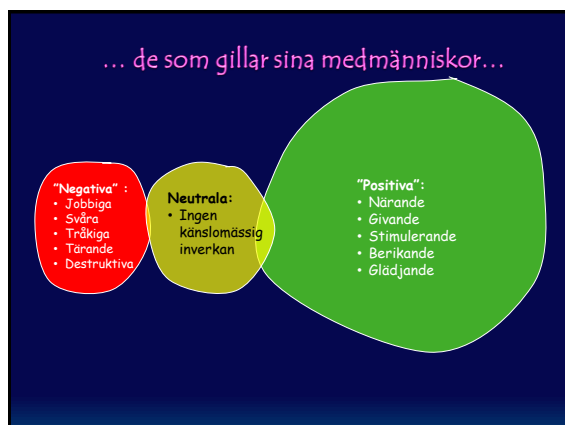 ... de som gillar sina medmänniskor...
"Negativa" :
• Jobbiga
• Svåra
• Tråkiga
• Tärande
• Destruktiva
Neutrala:
• Ingen
känslomässig
inverkan
"Positiva":
• Närande
• Givande
• Stimulerande
• Berikande
• Glädjande